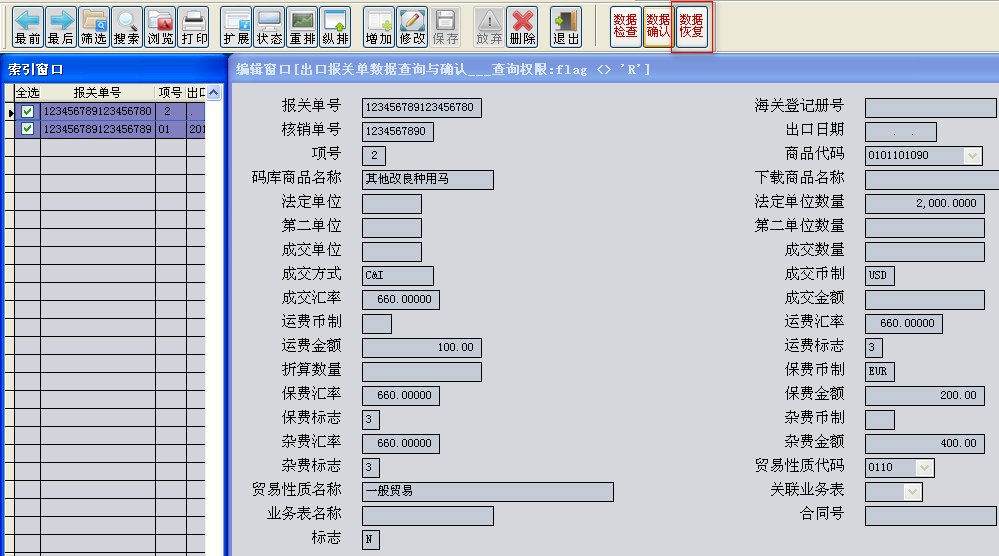 最前 最后 筛选 搜索 浏览 打印 扩展 状态 重排 纵排 增加 修改 保存 放弃 删除 退出 数据检查 数据确认 数据恢复
索引窗口 编辑窗口[出口报关单数据查询与确认___查询权限:flag <> 'R']
全选 报关单号 项号 出口
123456789123456780 2 .
123456789123456789 01 201
报关单号 123456789123456780 海关登记册号
核销单号 1234567890 出口日期 . .
项号 2 商品代码 0101101090
码库商品名称 其他改良种用马 下载商品名称
法定单位 法定单位数量 2,000.0000
第二单位 第二单位数量
成交单位 成交数量
成交方式 C&I 成交币制 USD
成交汇率 660.00000 成交金额
运费币制 运费汇率 660.00000
运费金额 100.00 运费标志 3
折算数量 保费币制 EUR
保费汇率 660.00000 保费金额 200.00
保费标志 3 杂费币制
杂费汇率 660.00000 杂费金额 400.00
杂费标志 3 贸易性质代码 0110
贸易性质名称 一般贸易 关联业务表
业务表名称 合同号
标志 N